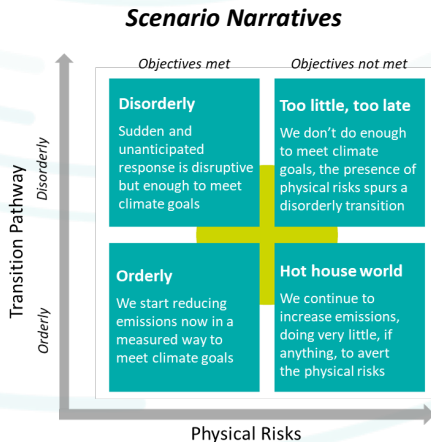 Scenario Narratives
Objectives met
Objectives not met
Transition Pathway
Disorderly
Orderly
Disorderly
Sudden and
unanticipated
response is disruptive
but enough to meet
climate goals
Too little, too late
We don't do enough
to meet climate
goals, the presence of
physical risks spurs a
disorderly transition
Orderly
We start reducing
emissions now in a
measured way to
meet climate goals
Hot house world
We continue to
increase emissions,
doing very little, if
anything, to avert
the physical risks
Physical Risks